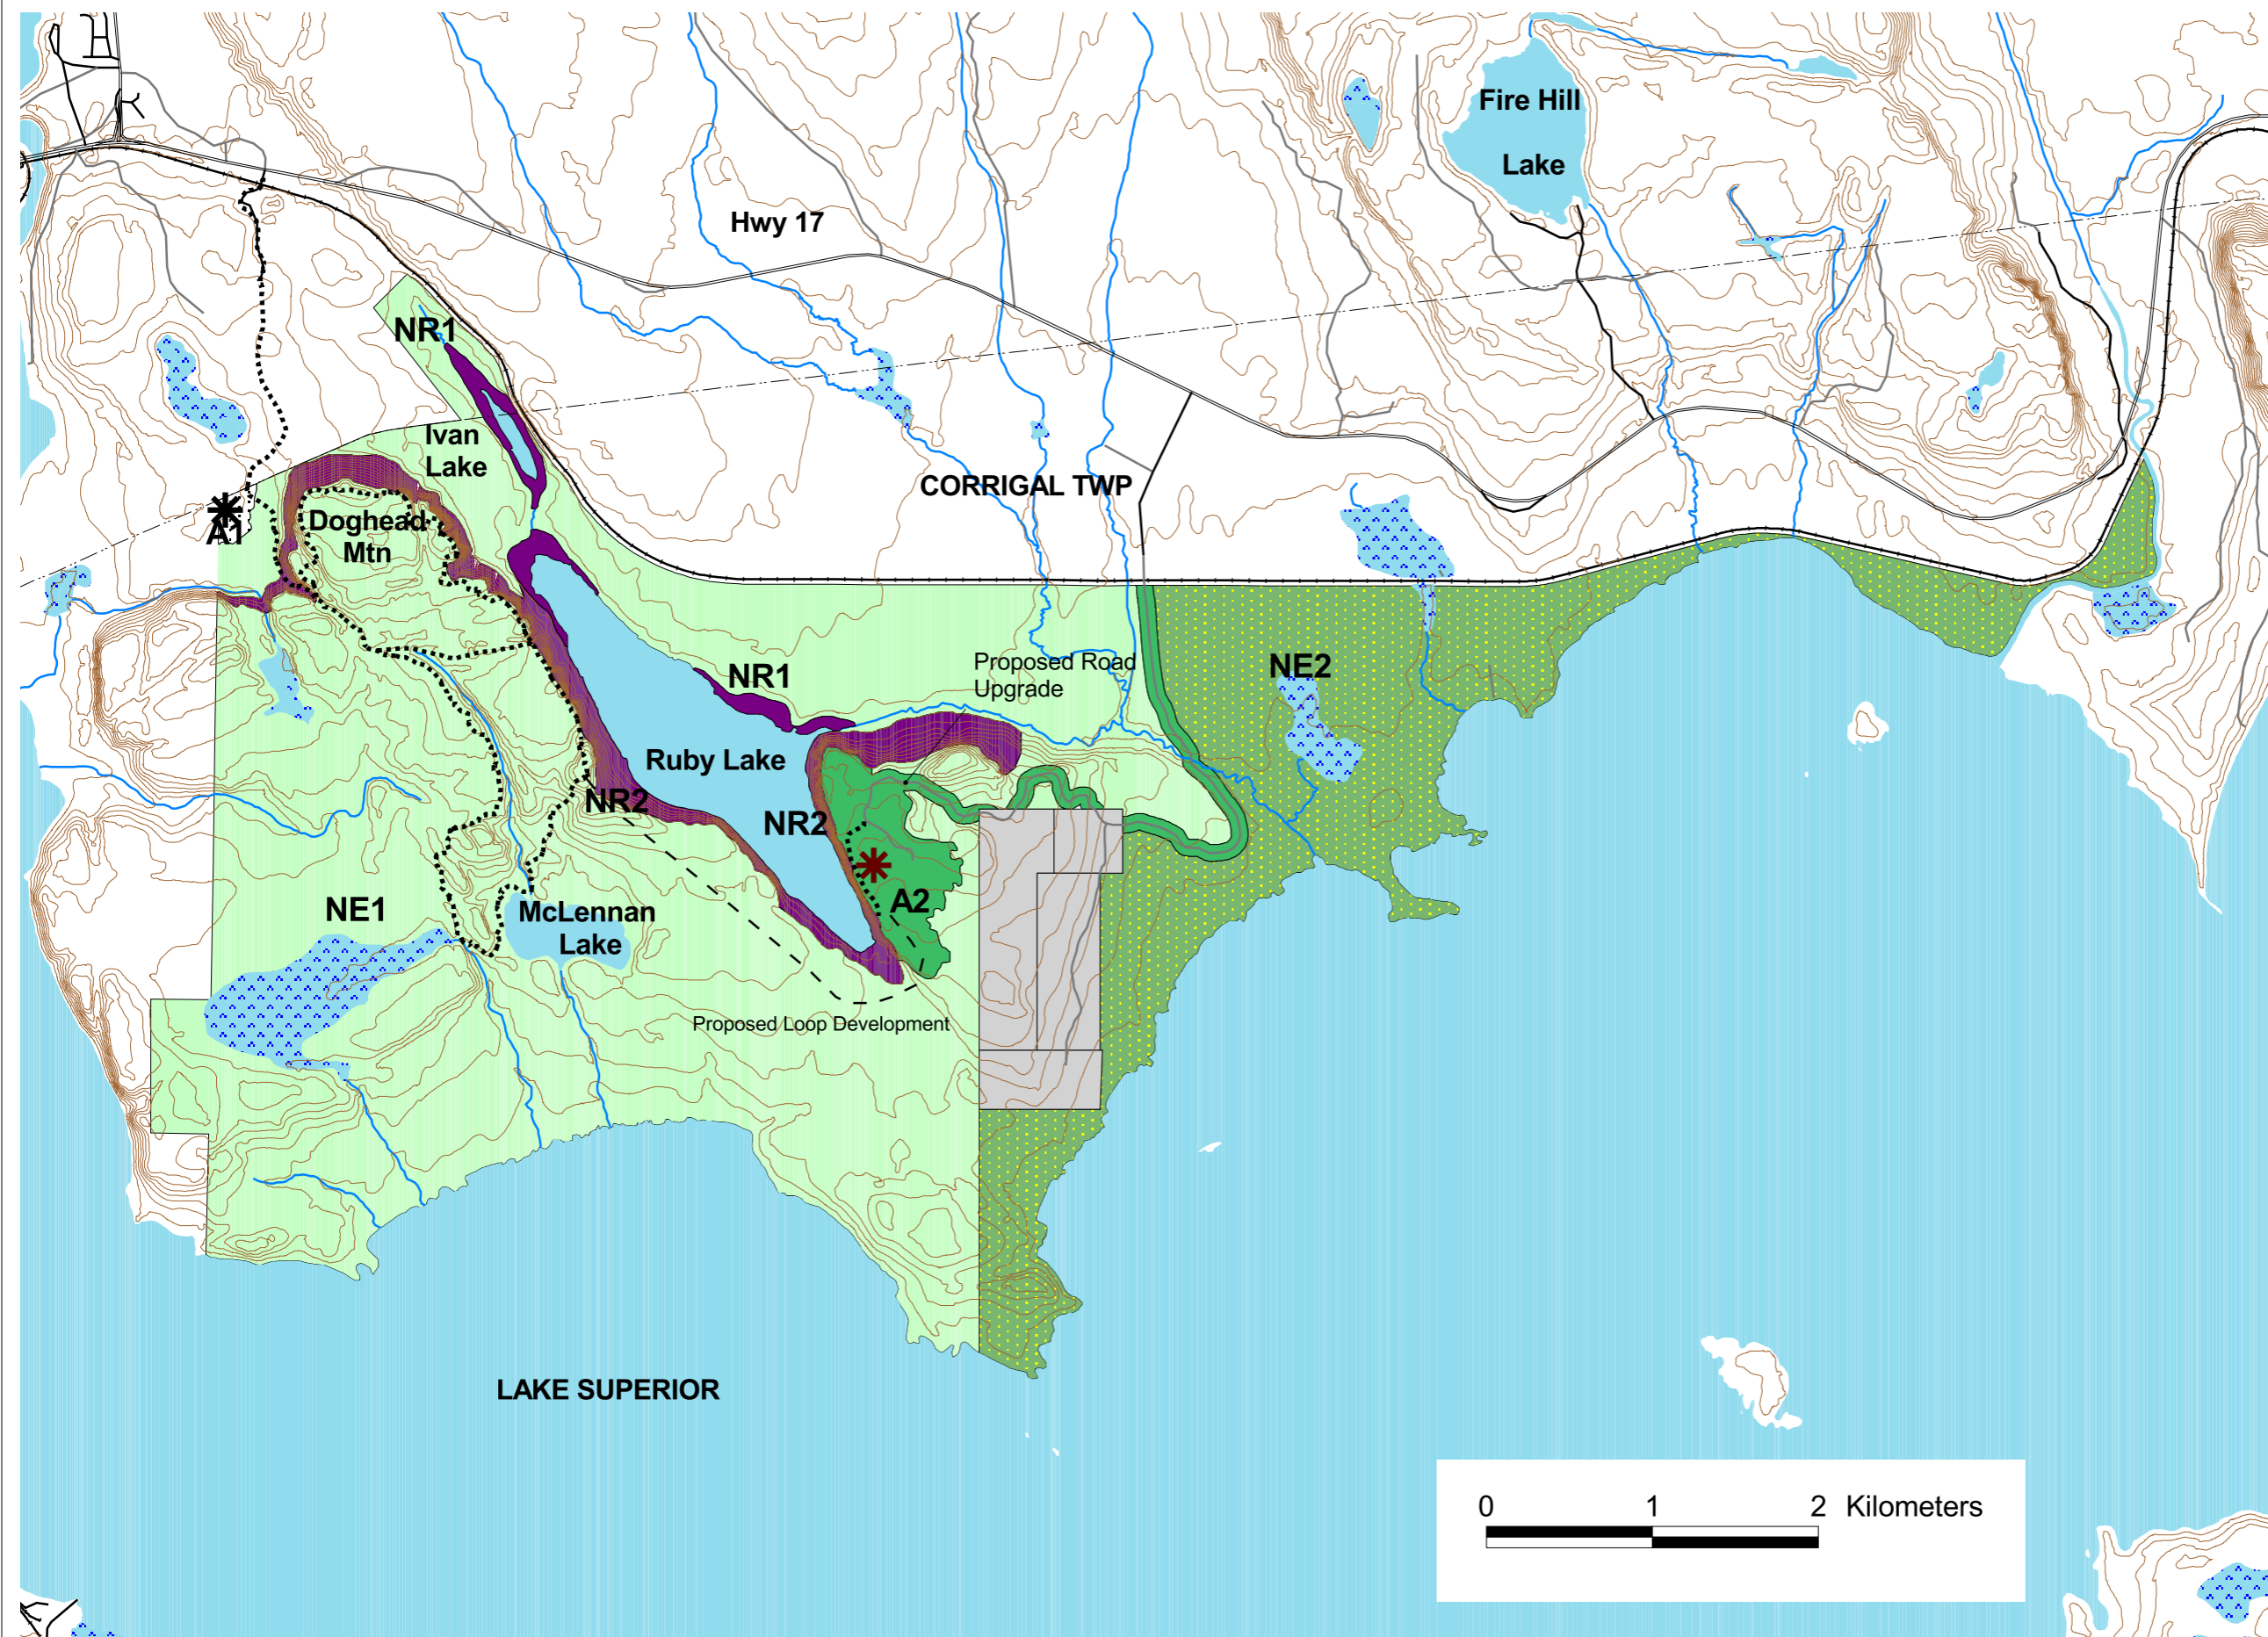 Fire Hill
Lake
Hwy 17
NR1
Ivan
Lake
CORRIGAL TWP
A1
Doghead
Mtn
NR1
Proposed Road
Upgrade
NE2
Ruby Lake
NR2
NR2
A2
NE1
McLennan
Lake
Proposed Loop Development
LAKE SUPERIOR
0 1 2 Kilometers